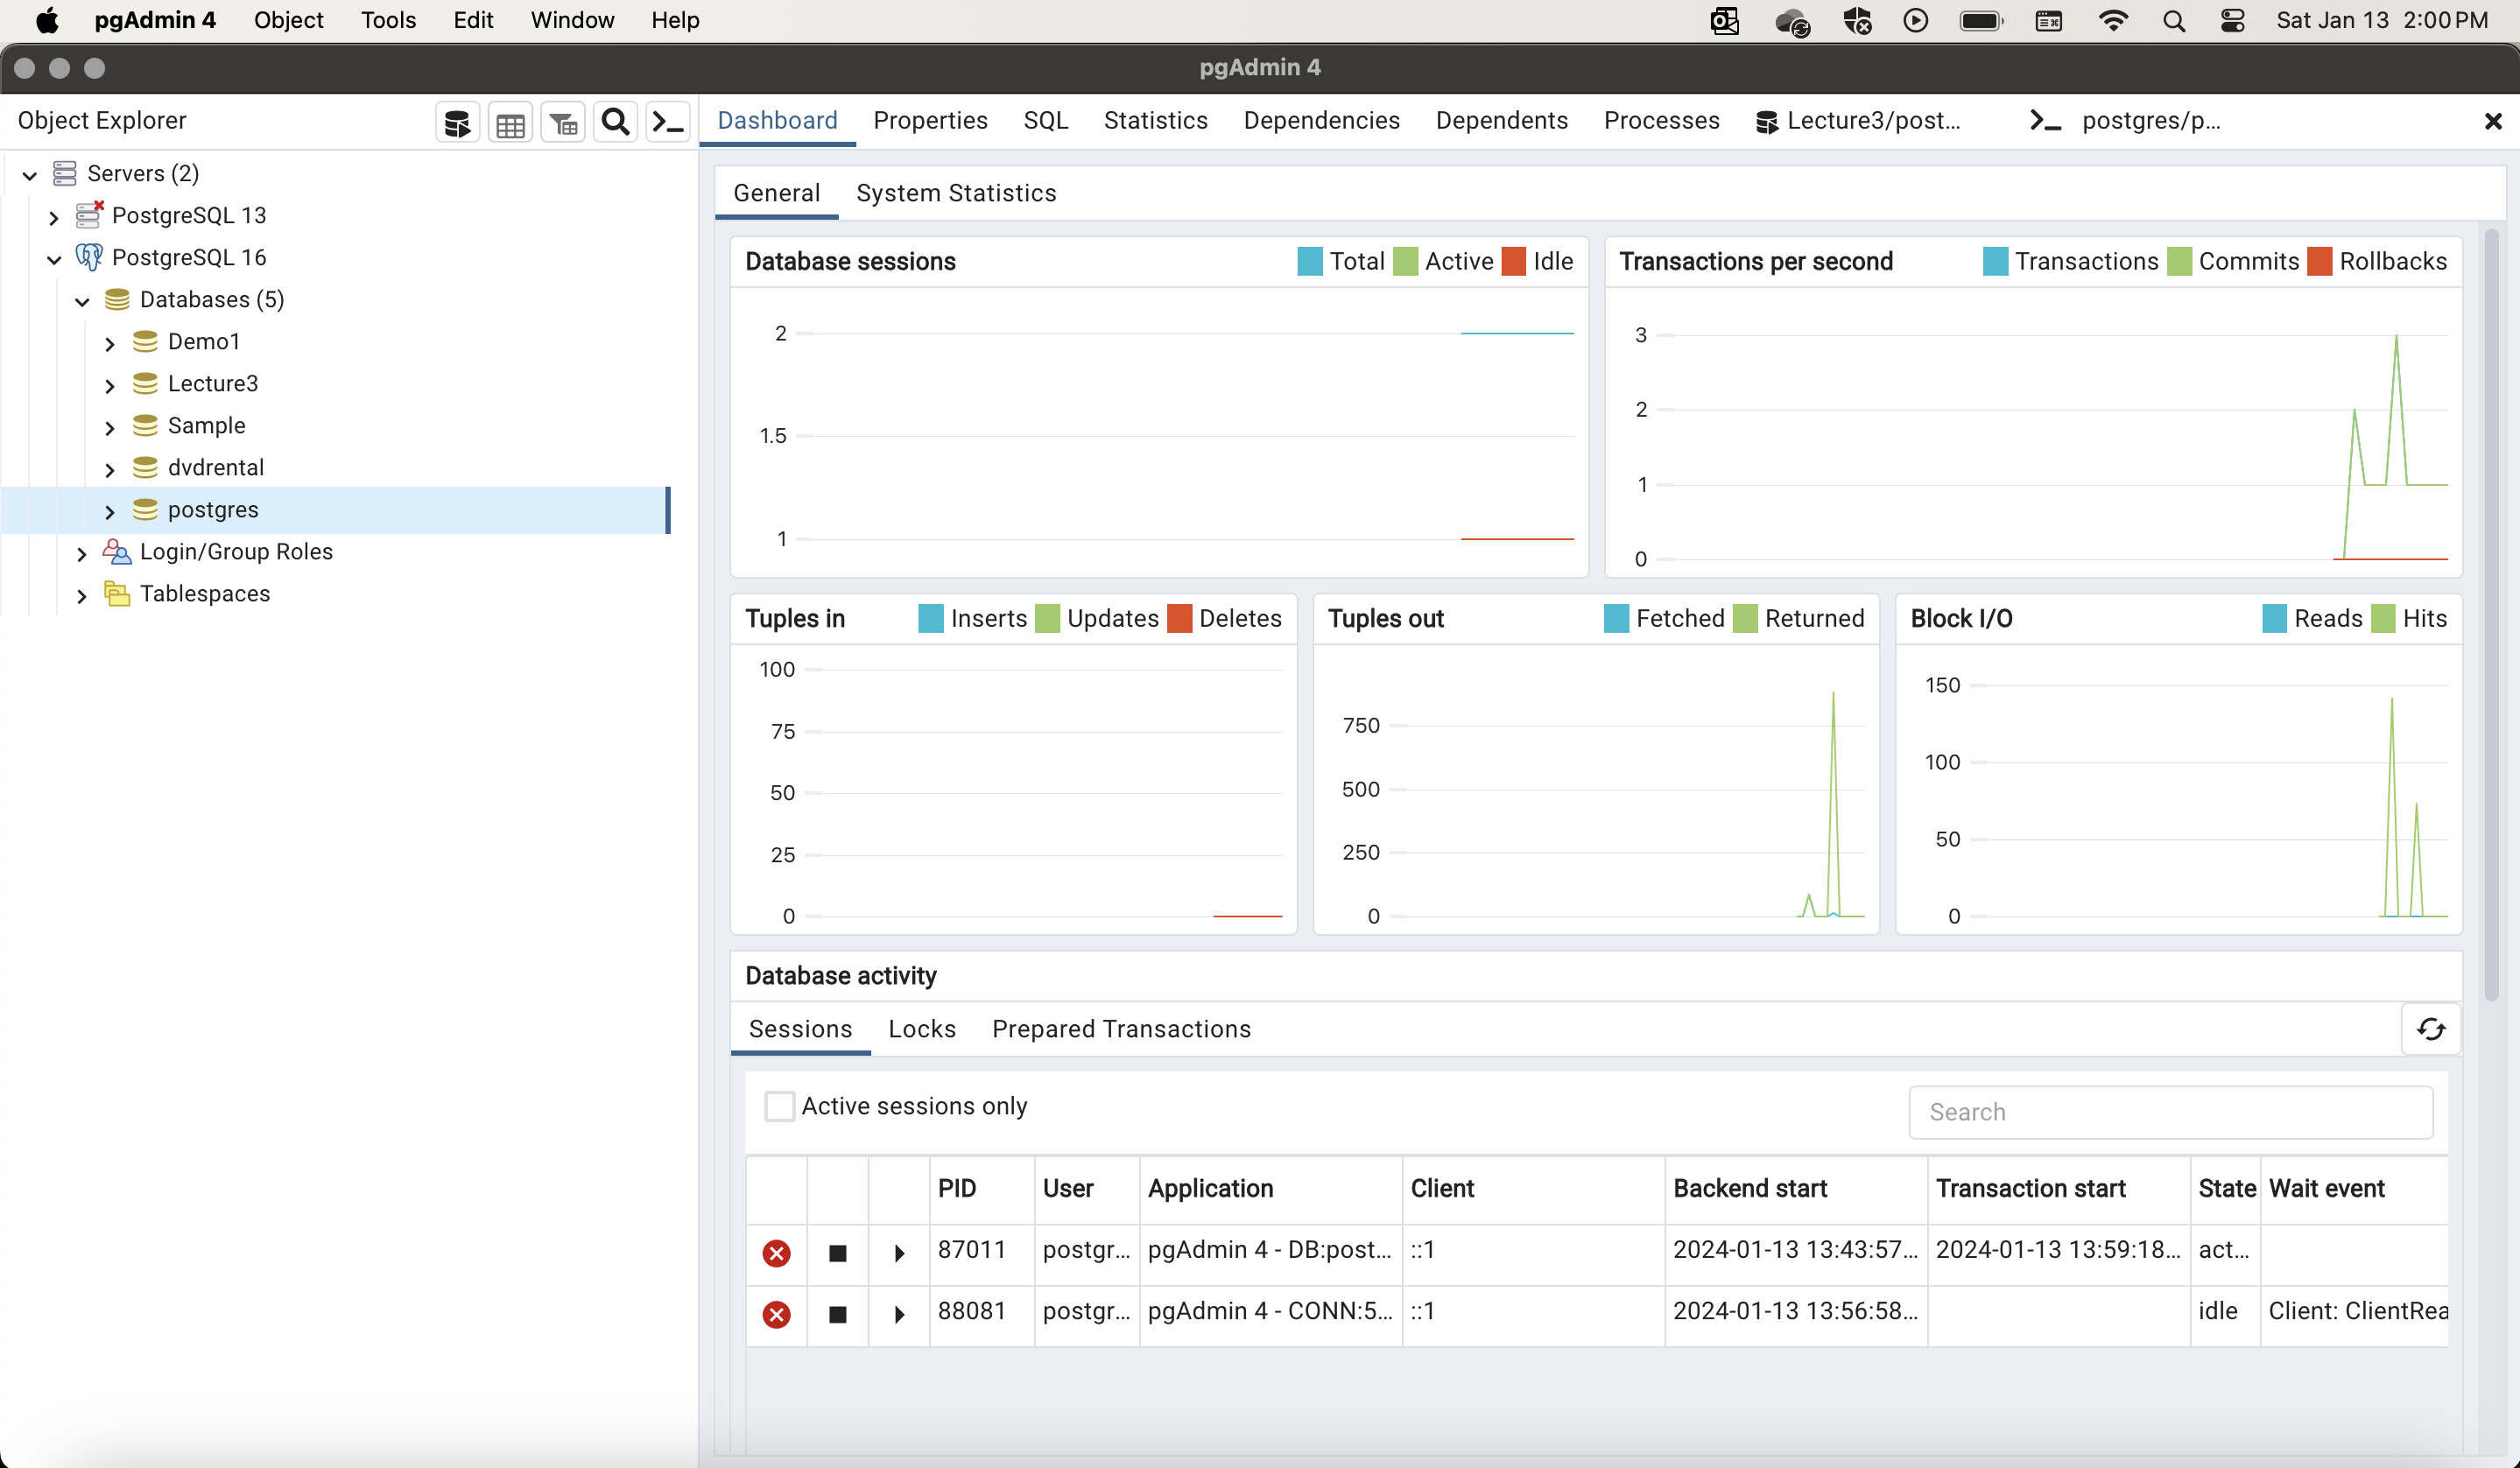 pgAdmin 4 Object Tools Edit Window Help Sat Jan 13 2:00 PM
pgAdmin 4
Object Explorer
Servers (2)
PostgreSQL 13
PostgreSQL 16
Databases (5)
Demo1
Lecture3
Sample
dvdrental
postgres
Login/Group Roles
Tablespaces
Dashboard Properties SQL Statistics Dependencies Dependents Processes Lecture3/post... postgres/p...
General System Statistics
Database sessions Total Active Idle
2
1.5
1
Transactions per second Transactions Commits Rollbacks
3
2
1
0
Tuples in Inserts Updates Deletes
100
75
50
25
0
Tuples out Fetched Returned
750
500
250
0
Block I/O Reads Hits
150
100
50
0
Database activity
Sessions Locks Prepared Transactions
Active sessions only Search
PID User Application Client Backend start Transaction start State Wait event
87011 postgr... pgAdmin 4 - DB:post... ::1 2024-01-13 13:43:57... 2024-01-13 13:59:18... act...
88081 postgr... pgAdmin 4 - CONN:5... ::1 2024-01-13 13:56:58... idle Client: ClientRea